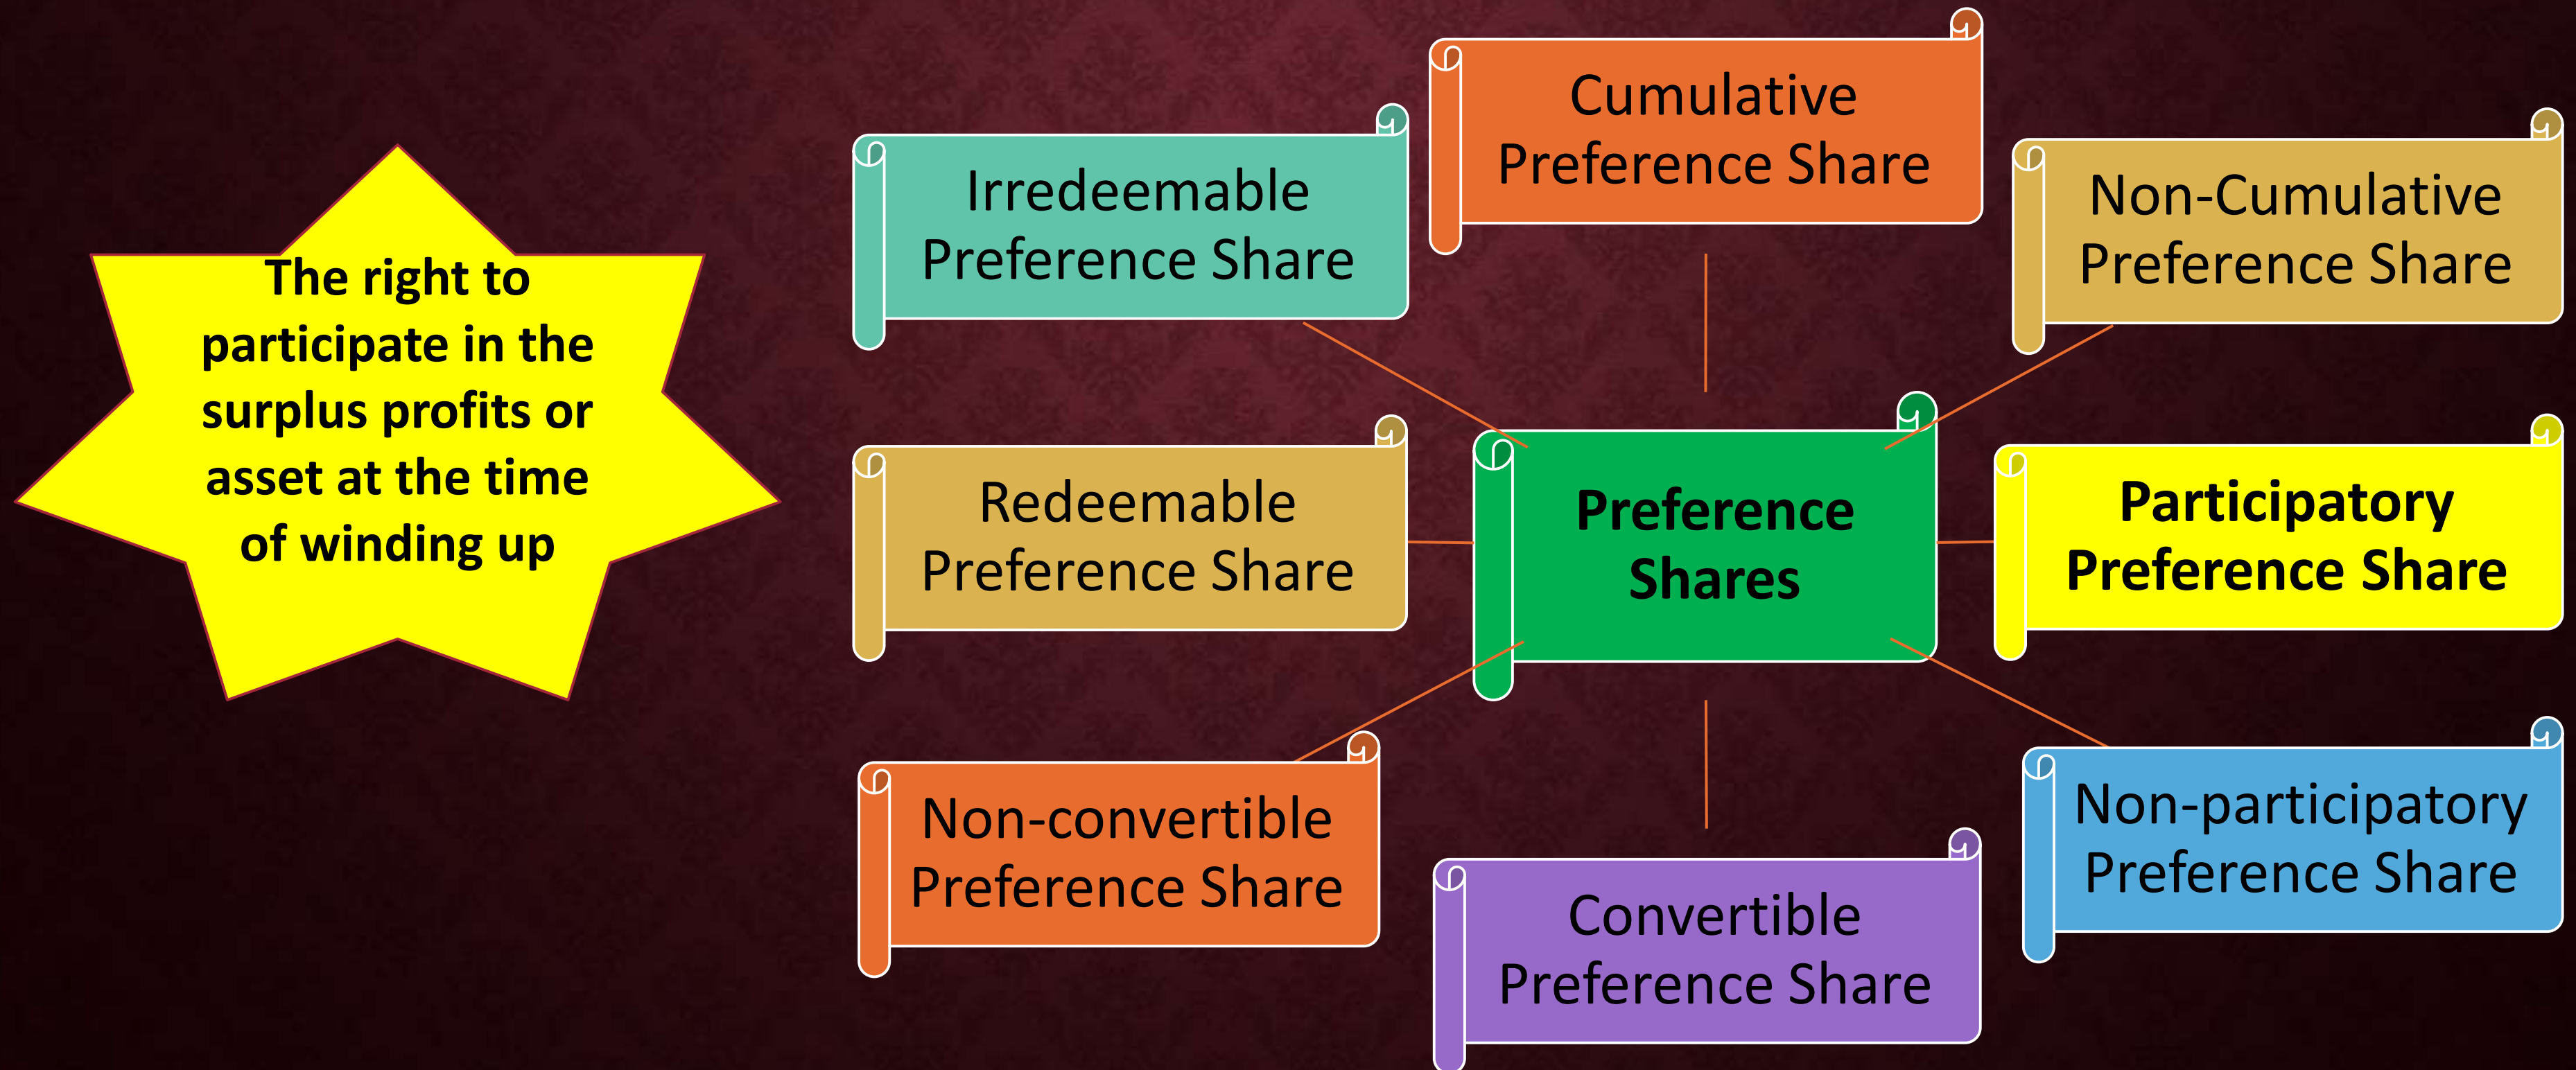 The right to
participate in the
surplus profits or
asset at the time
of winding up
Cumulative
Preference Share
Irredeemable
Preference Share
Non-Cumulative
Preference Share
Redeemable
Preference Share
Preference
Shares
Participatory
Preference Share
Non-convertible
Preference Share
Convertible
Preference Share
Non-participatory
Preference Share